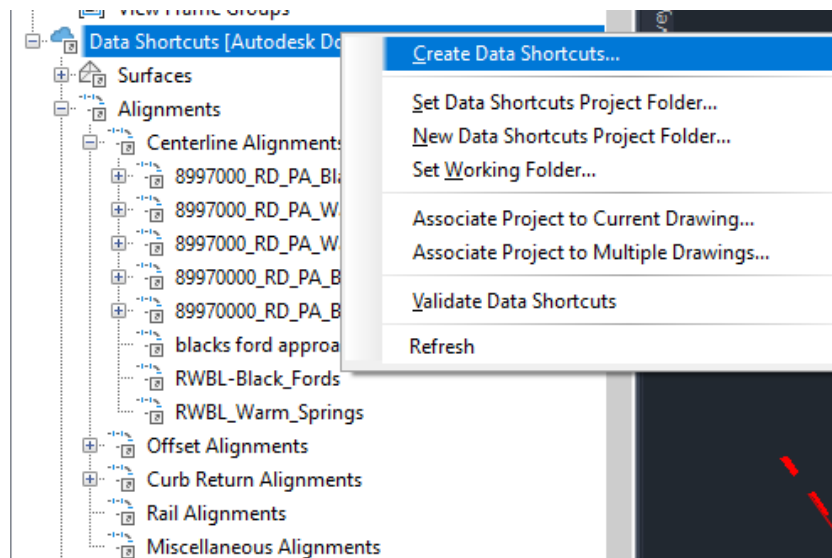 View Frame Groups
Data Shortcuts [Autodesk Do
Surfaces
Alignments
Centerline Alignments
8997000_RD_PA_Bla
8997000_RD_PA_Wa
8997000_RD_PA_Wa
89970000_RD_PA_B
89970000_RD_PA_B
blacks ford approa
RWBL-Black_Fords
RWBL_Warm_Springs
Offset Alignments
Curb Return Alignments
Rail Alignments
Miscellaneous Alignments
Create Data Shortcuts...
Set Data Shortcuts Project Folder...
New Data Shortcuts Project Folder...
Set Working Folder...
Associate Project to Current Drawing...
Associate Project to Multiple Drawings...
Validate Data Shortcuts
Refresh